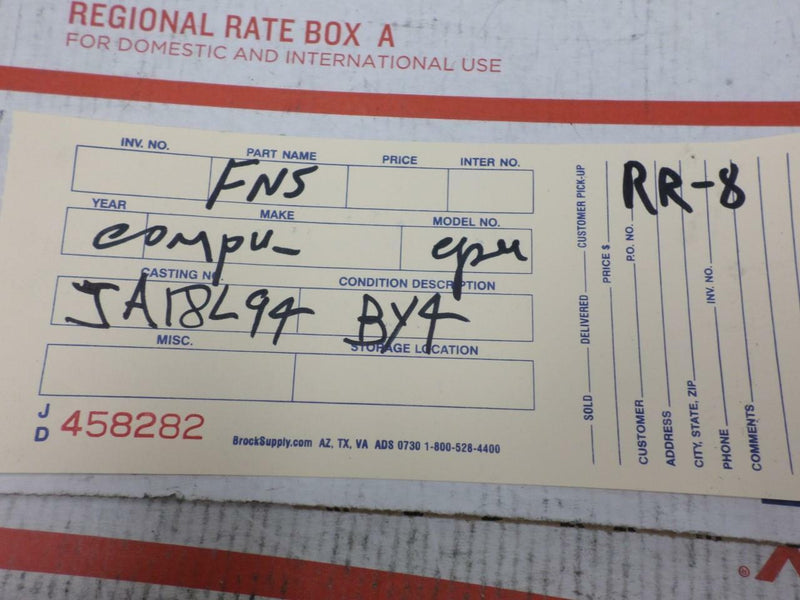 REGIONAL RATE BOX A
FOR DOMESTIC AND INTERNATIONAL USE
INV. NO. PART NAME PRICE INTER NO.
FNS
YEAR MAKE MODEL NO.
compu- cpu
CASTING NO. CONDITION DESCRIPTION
JA18L94 BY4
MISC. STORAGE LOCATION
JD 458282
BrockSupply.com AZ, TX, VA ADS 0730 1-800-528-4400
SOLD DELIVERED CUSTOMER PICK-UP
PRICE $
RR-8
CUSTOMER P.O. NO.
ADDRESS
CITY, STATE, ZIP
PHONE INV. NO.
COMMENTS